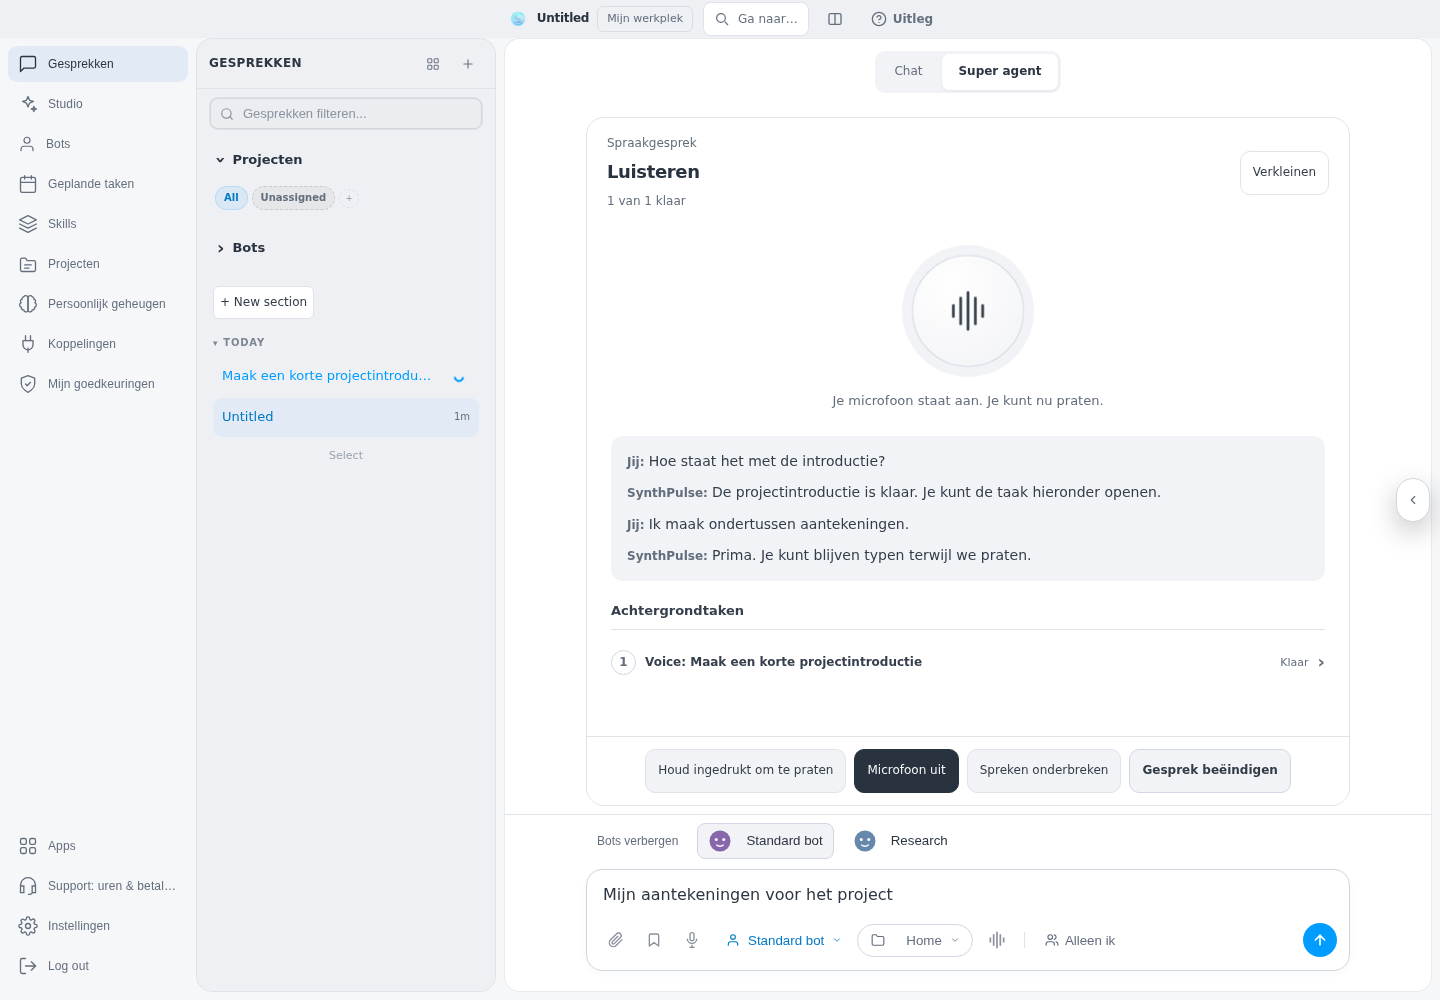 Untitled
Mijn werkplek
Ga naar...
Uitleg
Gesprekken
Studio
Bots
Geplande taken
Skills
Projecten
Persoonlijk geheugen
Koppelingen
Mijn goedkeuringen
Apps
Support: uren & betal...
Instellingen
Log out
GESPREKKEN
Gesprekken filteren...
Projecten
All
Unassigned
+
Bots
+ New section
TODAY
Maak een korte projectintrodu...
Untitled
1m
Select
Chat
Super agent
Spraakgesprek
Luisteren
1 van 1 klaar
Verkleinen
Je microfoon staat aan. Je kunt nu praten.
Jij: Hoe staat het met de introductie?
SynthPulse: De projectintroductie is klaar. Je kunt de taak hieronder openen.
Jij: Ik maak ondertussen aantekeningen.
SynthPulse: Prima. Je kunt blijven typen terwijl we praten.
Achtergrondtaken
1 Voice: Maak een korte projectintroductie
Klaar
Houd ingedrukt om te praten
Microfoon uit
Spreken onderbreken
Gesprek beëindigen
Bots verbergen
Standard bot
Research
Mijn aantekeningen voor het project
Standard bot
Home
Alleen ik